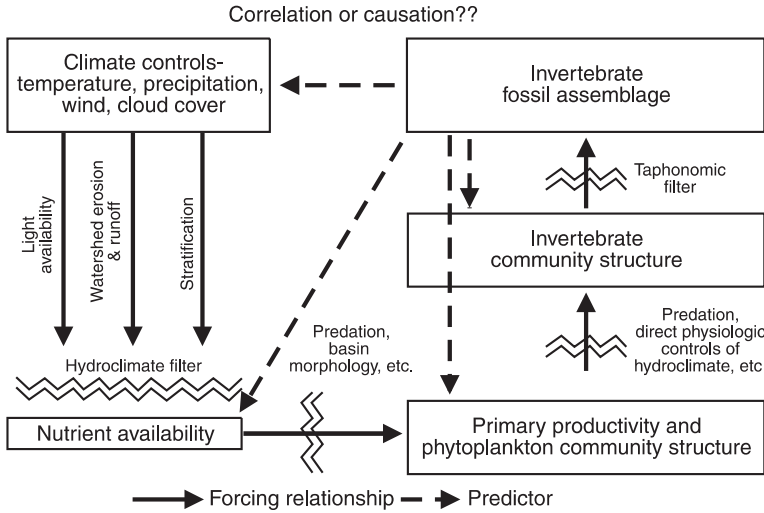 Correlation or causation??
Climate controls-
temperature, precipitation,
wind, cloud cover
Invertebrate
fossil assemblage
Light
availability
Watershed erosion
& runoff
Stratification
Taphonomic
filter
Invertebrate
community structure
Hydroclimate filter
Predation,
basin
morphology, etc.
Predation,
direct physiologic
controls of
hydroclimate, etc
Nutrient availability
Primary productivity and
phytoplankton community structure
Forcing relationship
Predictor